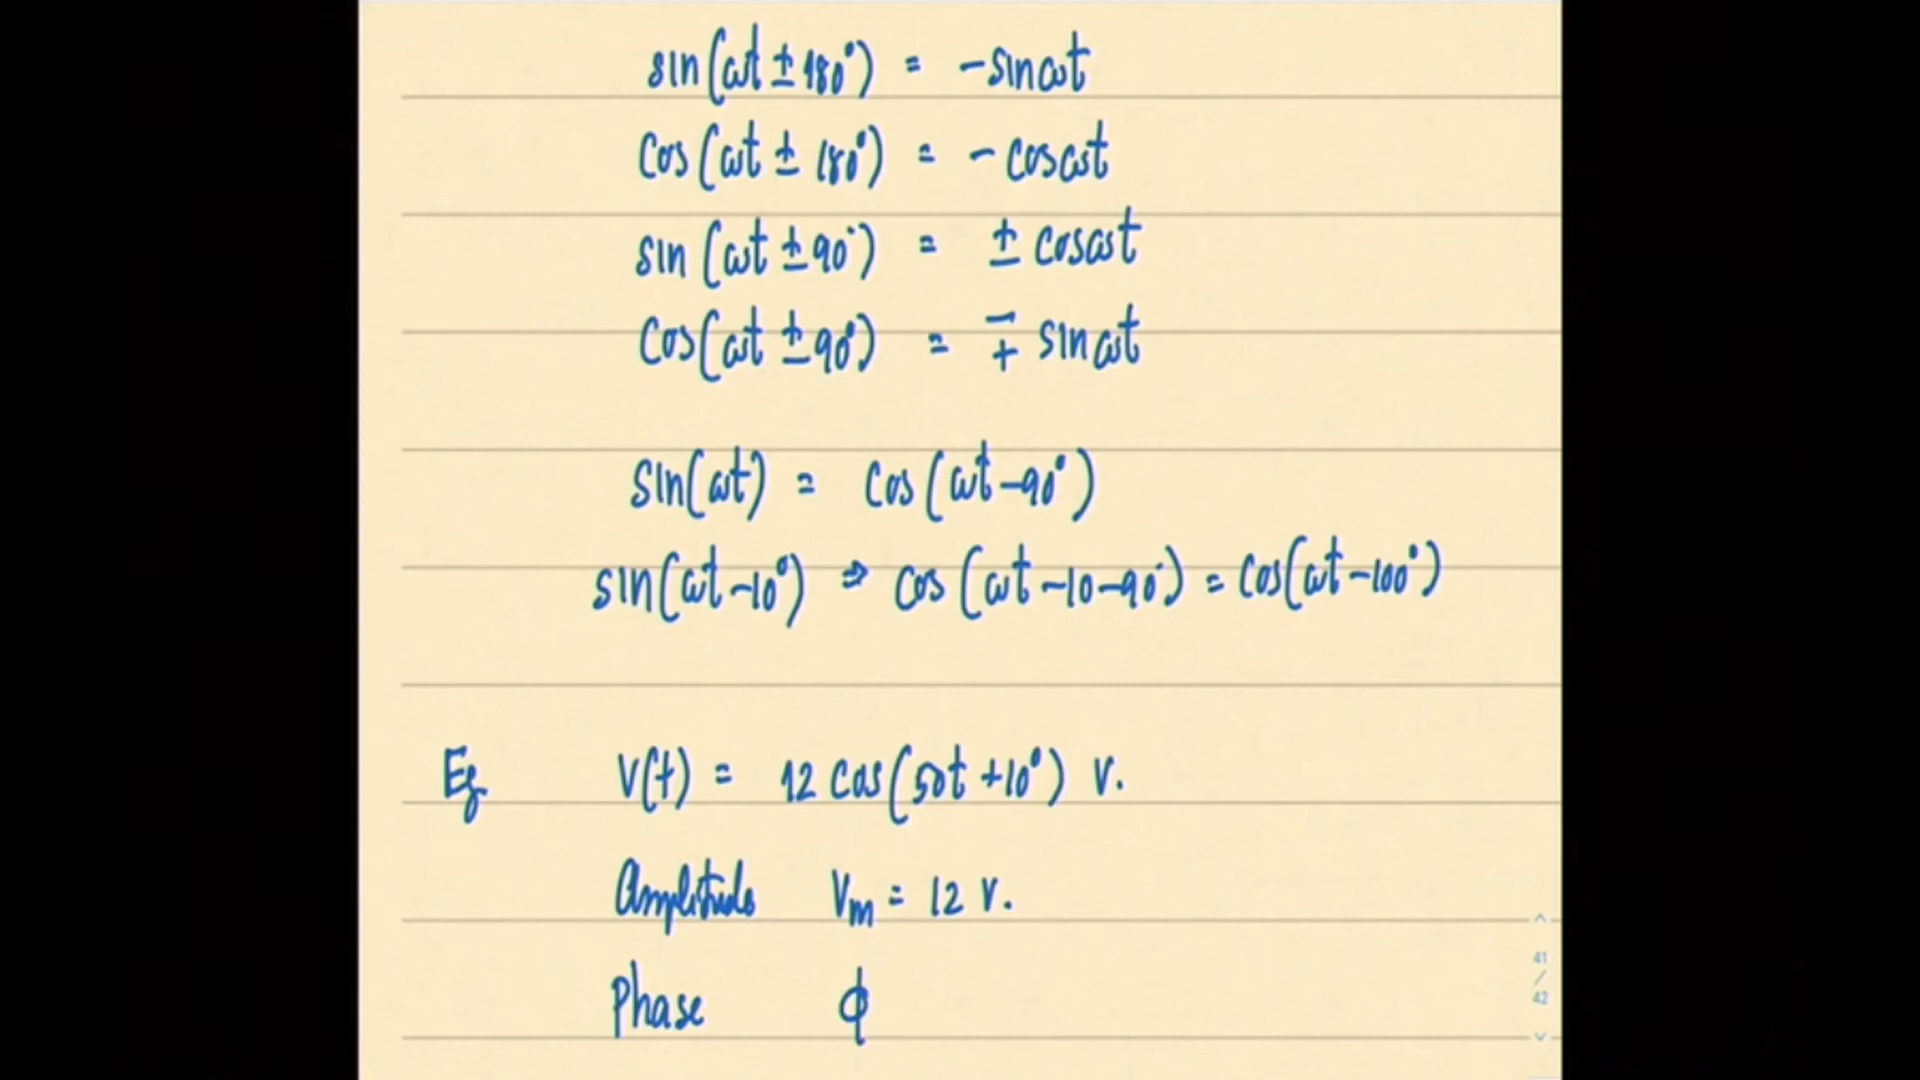 sin(ωt ± 180°) = -sinωt
cos(ωt ± 180°) = -cosωt
sin(ωt ± 90°) = ± cosωt
cos(ωt ± 90°) = ∓ sinωt
sin(ωt) = cos(ωt - 90°)
sin(ωt - 10°) ⇒ cos(ωt - 10 - 90°) = cos(ωt - 100°)
Eg V(t) = 12 cos(50t + 10°) V.
Amplitude Vm = 12 V.
Phase ϕ
41
/
42